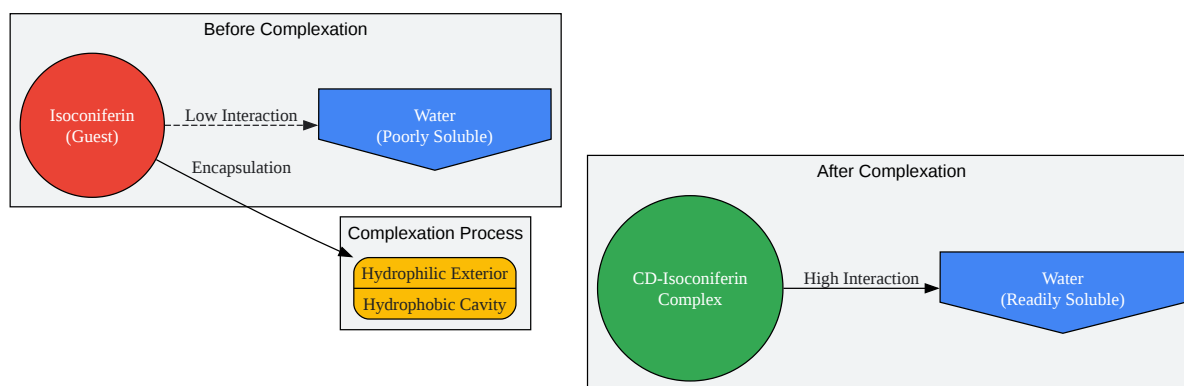 Before Complexation
Isoconiferin
(Guest)
Low Interaction
Water
(Poorly Soluble)
Encapsulation
Complexation Process
Hydrophilic Exterior
Hydrophobic Cavity
After Complexation
CD-Isoconiferin
Complex
High Interaction
Water
(Readily Soluble)